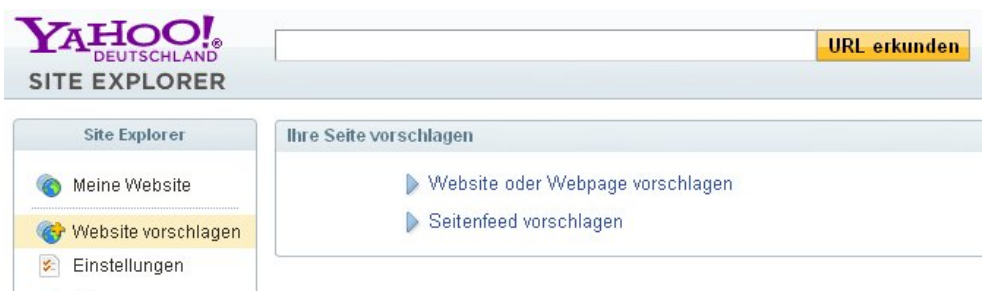 YAHOO!®
DEUTSCHLAND
SITE EXPLORER
URL erkunden
Site Explorer
Meine Website
Website vorschlagen
Einstellungen
Ihre Seite vorschlagen
Website oder Webpage vorschlagen
Seitenfeed vorschlagen